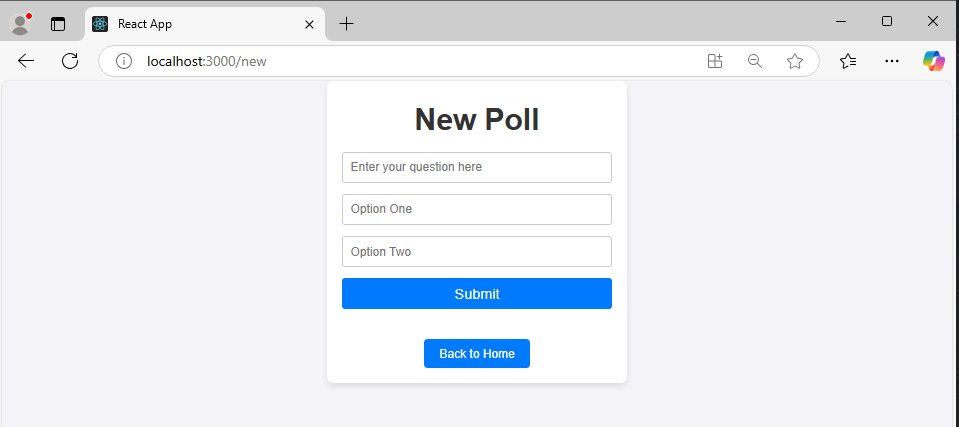 React App
localhost:3000/new
New Poll
Enter your question here
Option One
Option Two
Submit
Back to Home